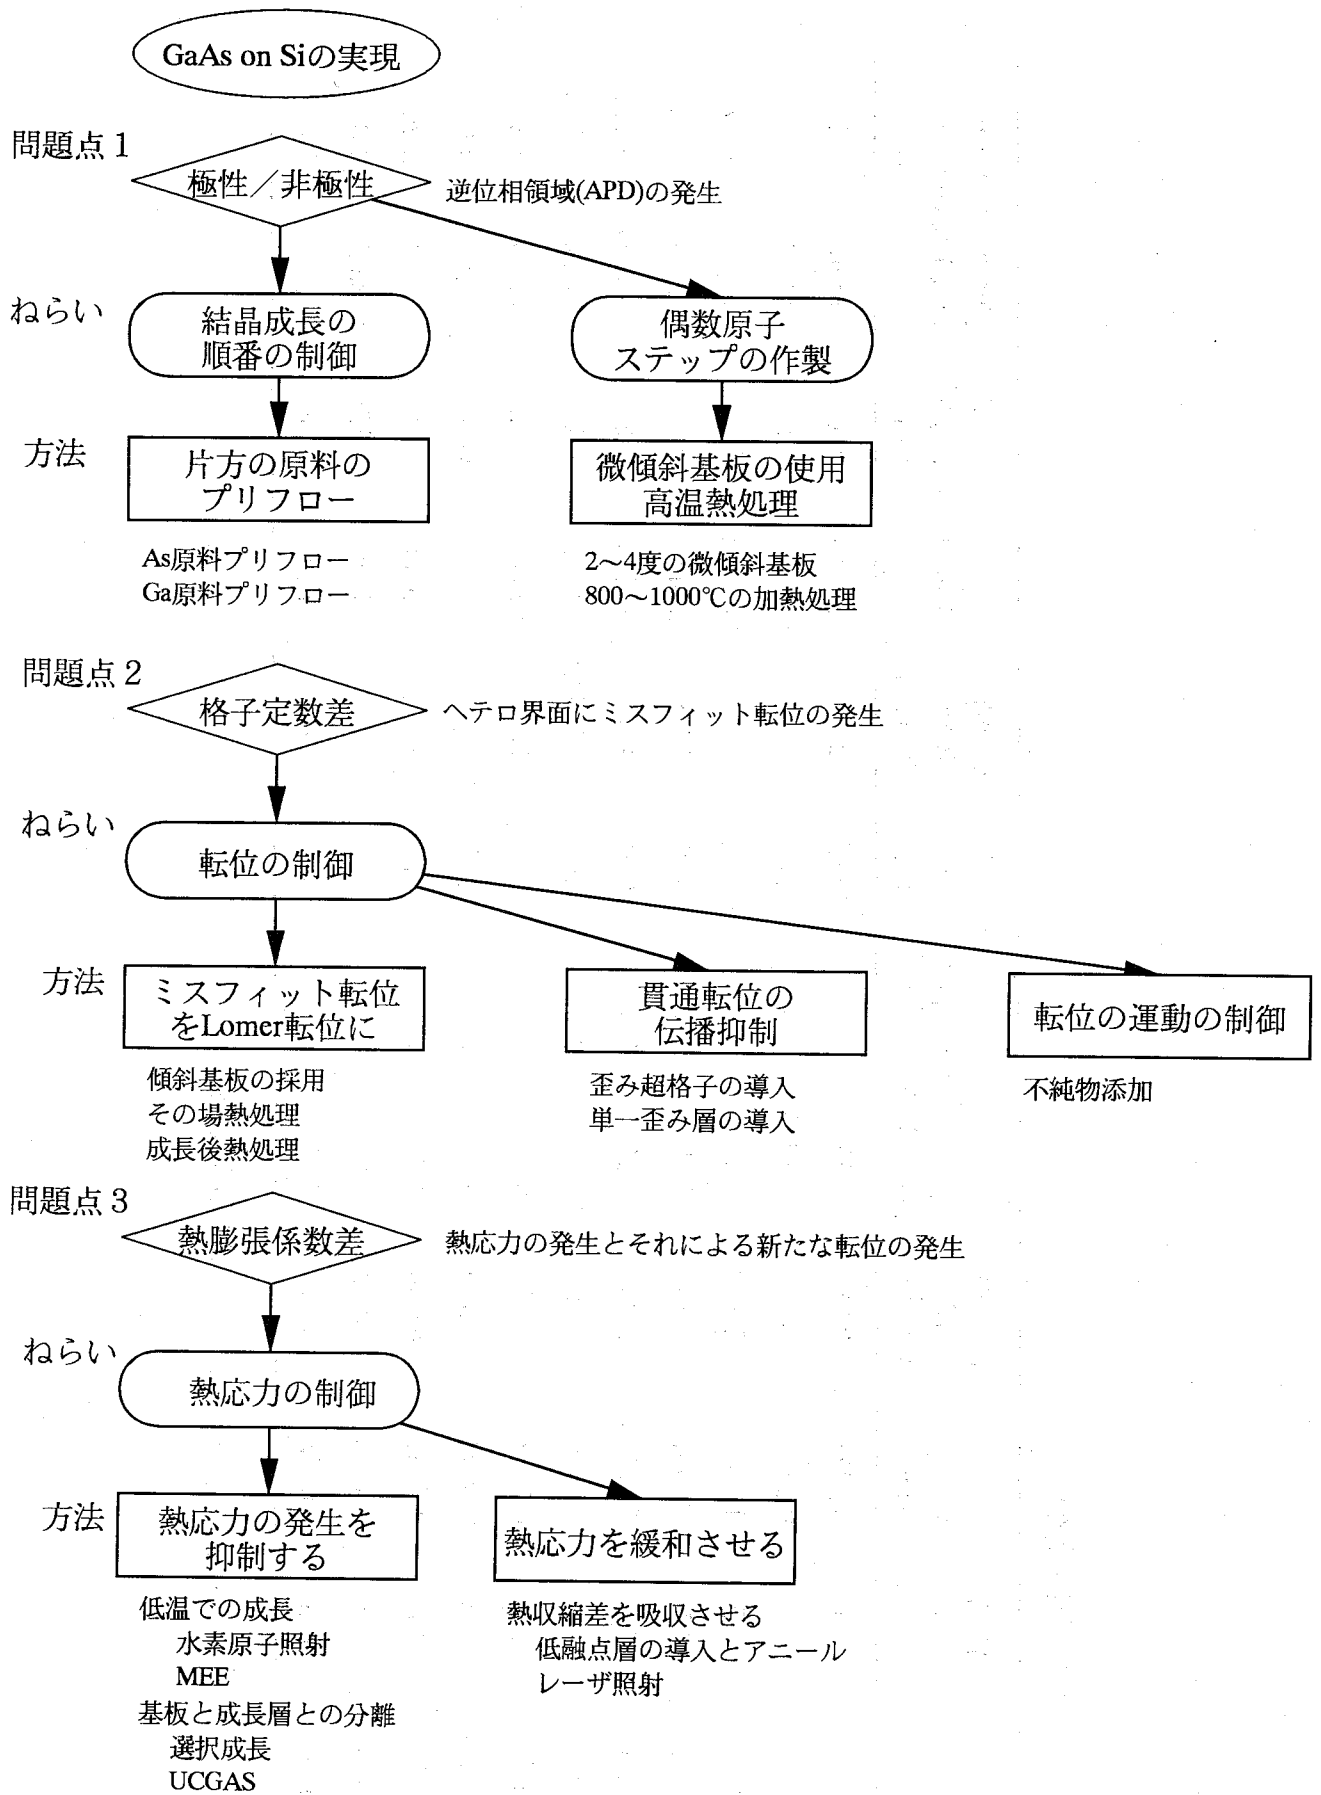 GaAs on Siの実現
問題点1
極性／非極性
逆位相領域(APD)の発生
ねらい
結晶成長の
順番の制御
偶数原子
ステップの作製
方法
片方の原料の
プリフロー
微傾斜基板の使用
高温熱処理
As原料プリフロー
Ga原料プリフロー
2〜4度の微傾斜基板
800〜1000℃の加熱処理
問題点2
格子定数差
ヘテロ界面にミスフィット転位の発生
ねらい
転位の制御
方法
ミスフィット転位
をLomer転位に
貫通転位の
伝播抑制
転位の運動の制御
傾斜基板の採用
その場熱処理
成長後熱処理
歪み超格子の導入
単一歪み層の導入
不純物添加
問題点3
熱膨張係数差
熱応力の発生とそれによる新たな転位の発生
ねらい
熱応力の制御
方法
熱応力の発生を
抑制する
熱応力を緩和させる
低温での成長
水素原子照射
MEE
基板と成長層との分離
選択成長
UCGAS
熱収縮差を吸収させる
低融点層の導入とアニール
レーザ照射